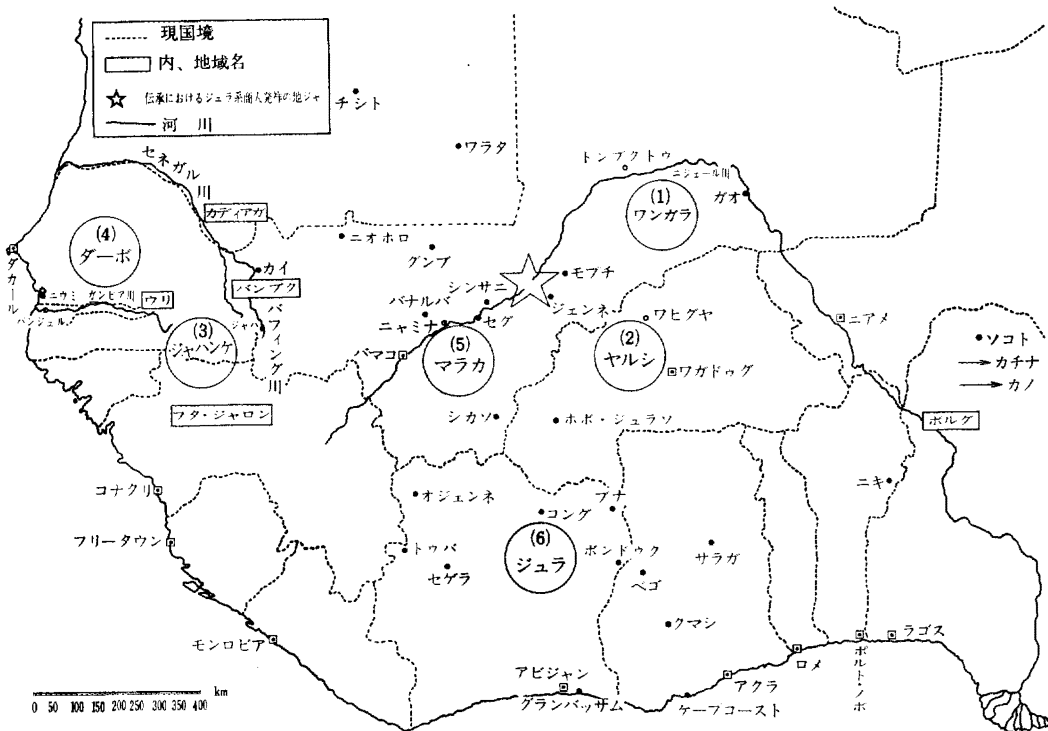 現国境
内、地域名
伝承におけるジュラ系商人発祥の地ジャ
河川
チシト
ワラタ
トンブクトゥ
ニジェール川
ガオ
(1)
ワンガラ
セネガル川
カディアガ
(4)
ダーボ
ニオホロ
グンブ
カイ
バンブク
シンサニ
モプチ
バナルバ
ジェンネ
ニャミナ
セグ
ダカール
ニウミ
ガンビア川
ウリ
バンジュル
(3)
ジャハンケ
ジャハ
バフィング川
バマコ
(5)
マラカ
ワヒグヤ
(2)
ヤルシ
ワガドゥグ
ニアメ
ソコト
カチナ
カノ
フタ・ジャロン
シカソ
ホボ・ジュラソ
ボルグ
コナクリ
オジェンネ
コング
ブナ
ニキ
フリータウン
トゥバ
セゲラ
(6)
ジュラ
ボンドゥク
ベゴ
サラガ
クマシ
モンロビア
アビジャン
グランバッサム
ケープコースト
アクラ
ロメ
ポルト・ノボ
ラゴス
km
0 50 100 150 200 250 300 350 400